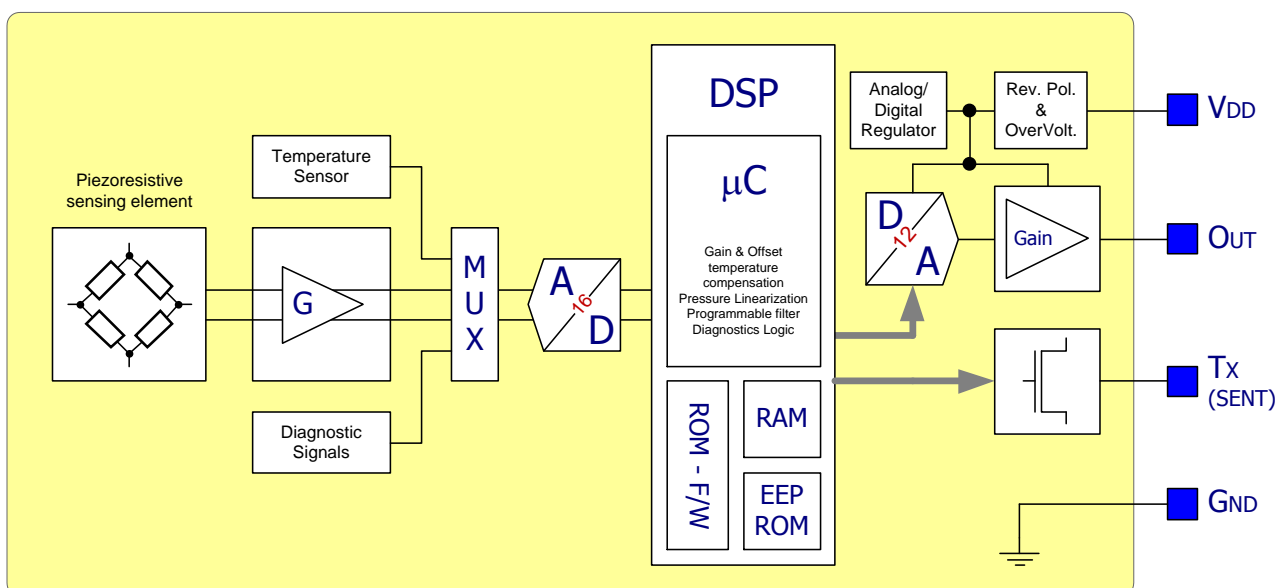 Piezoresistive
sensing element
Temperature
Sensor
G
Diagnostic
Signals
M
U
X
A
16
D
DSP
μC
Gain & Offset
temperature
compensation
Pressure Linearization
Programmable filter
Diagnostics Logic
ROM - F/W
RAM
EEP
ROM
Analog/
Digital
Regulator
Rev. Pol.
&
OverVolt.
D
12
A
Gain
VDD
OUT
TX
(SENT)
GND